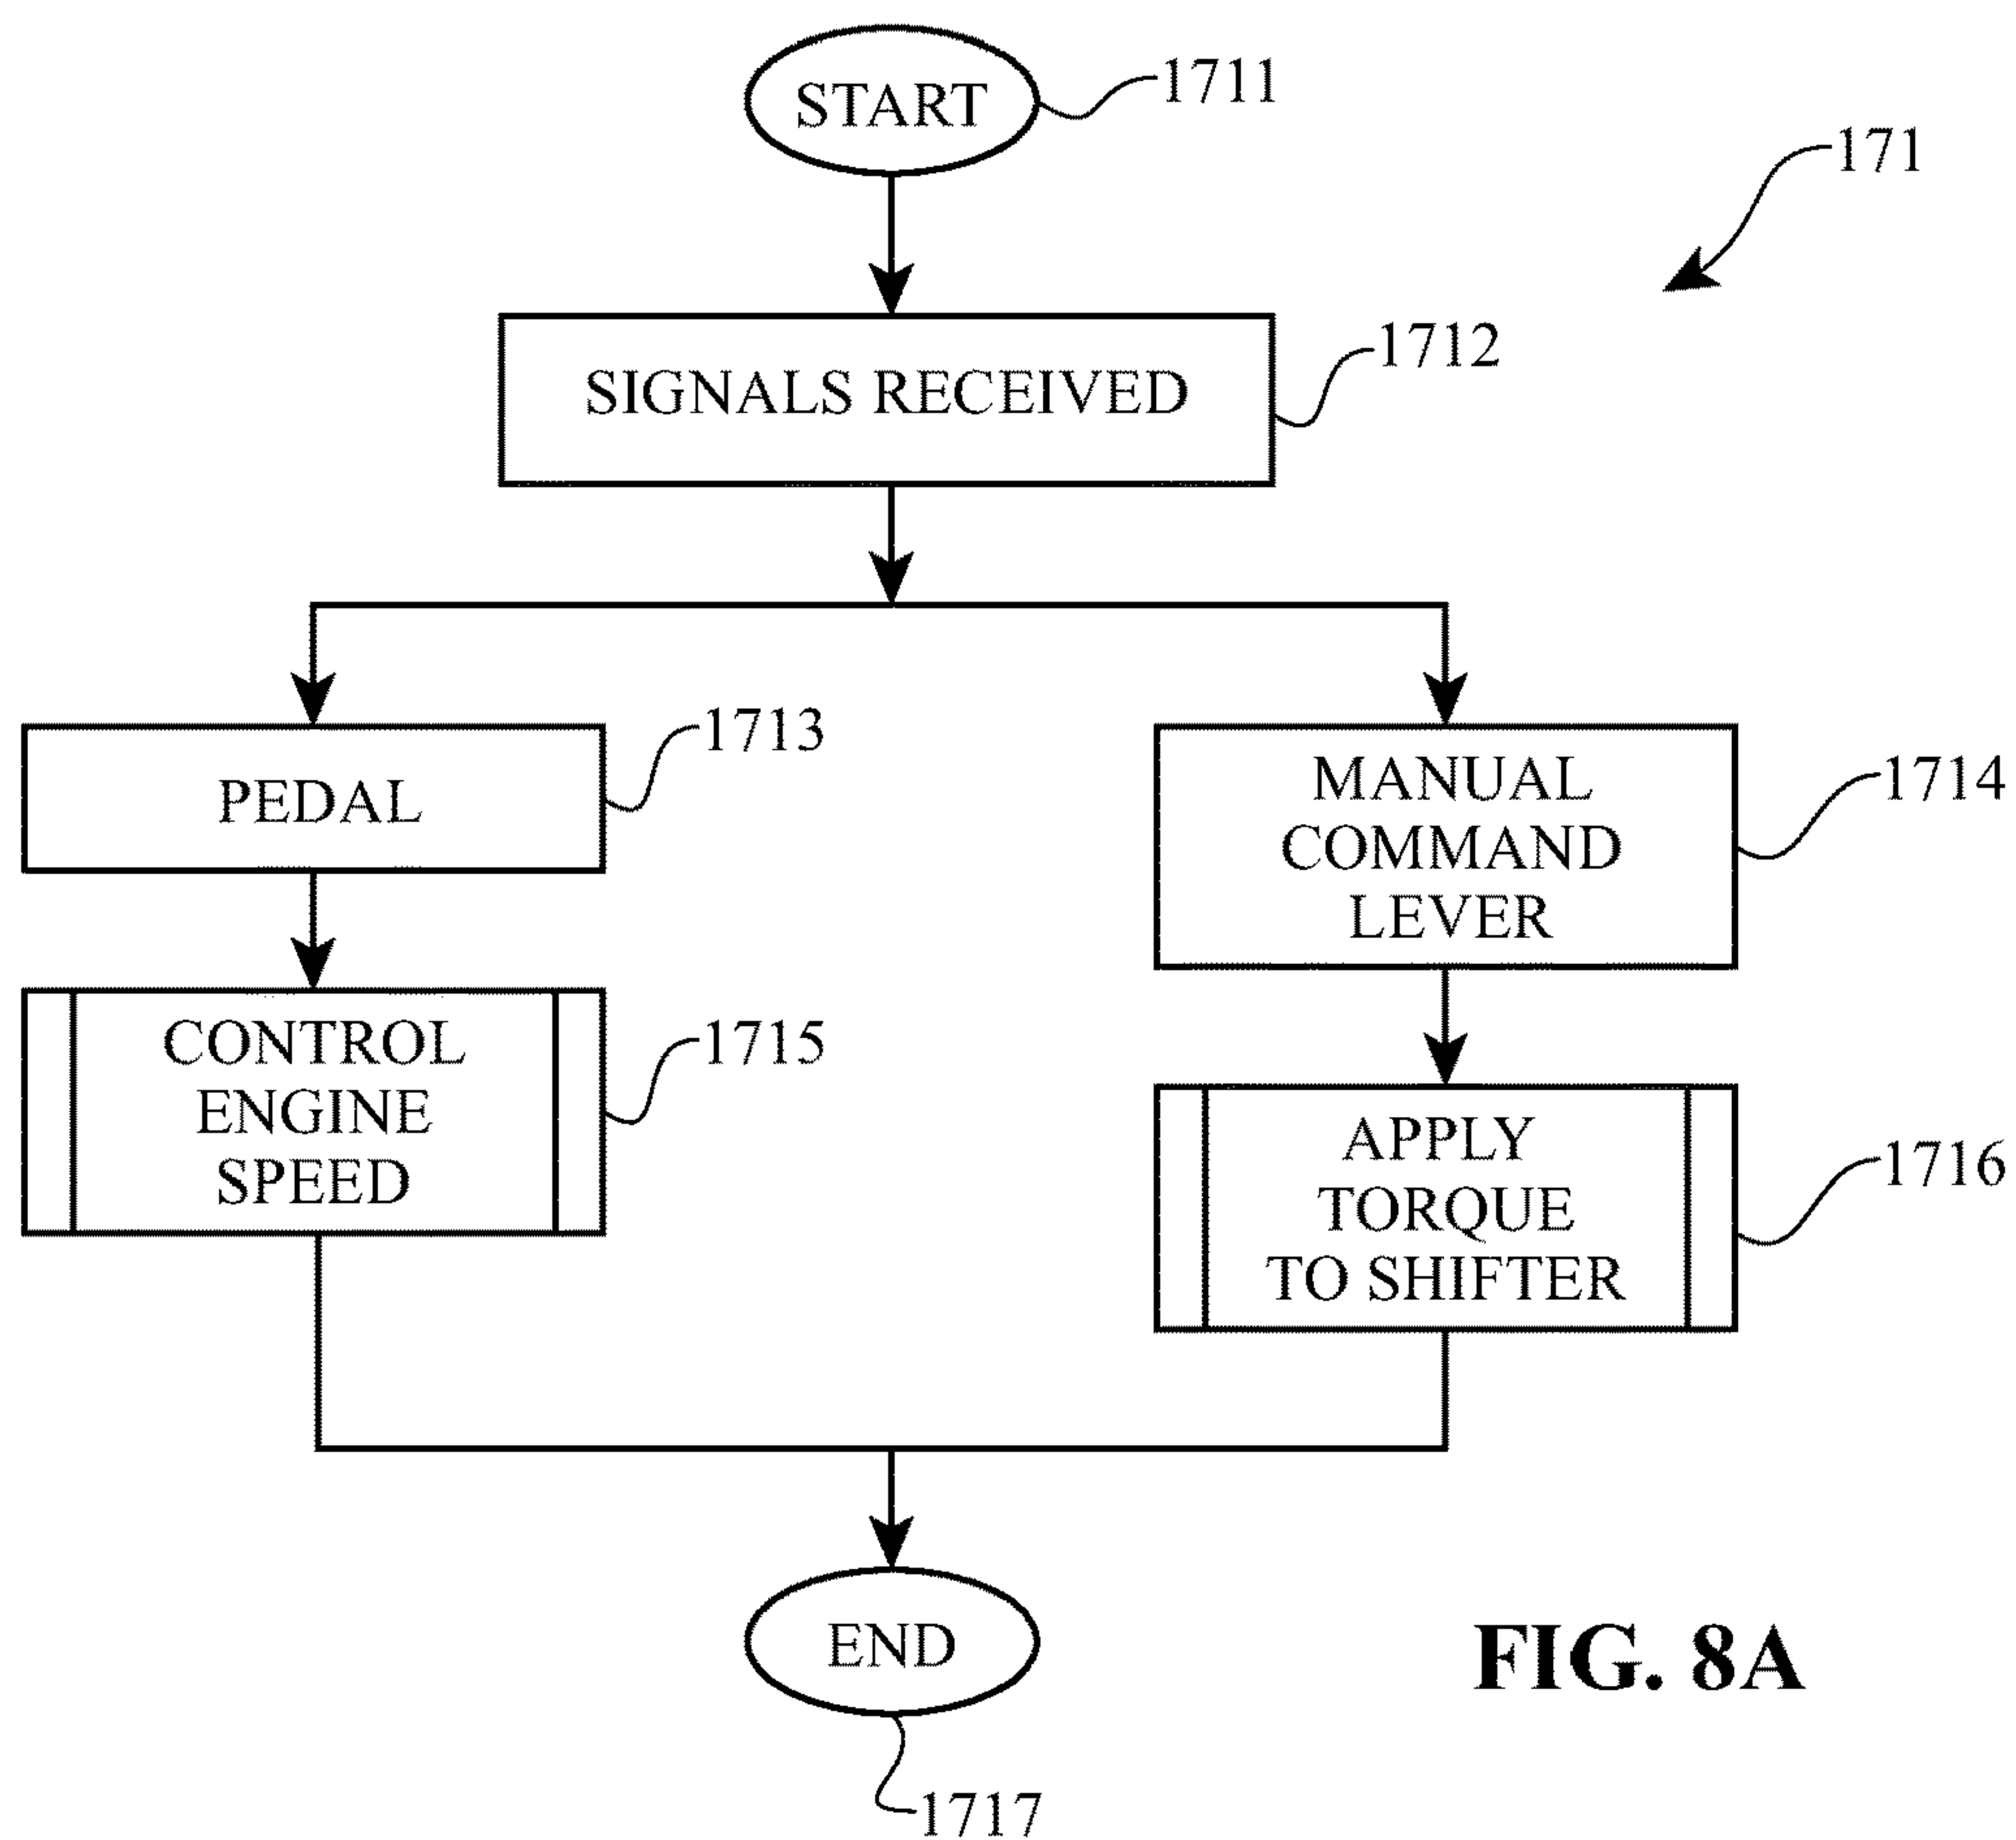 START
1711
171
SIGNALS RECEIVED
1712
PEDAL
1713
MANUAL
COMMAND
LEVER
1714
CONTROL
ENGINE
SPEED
1715
APPLY
TORQUE
TO SHIFTER
1716
END
1717
FIG. 8A